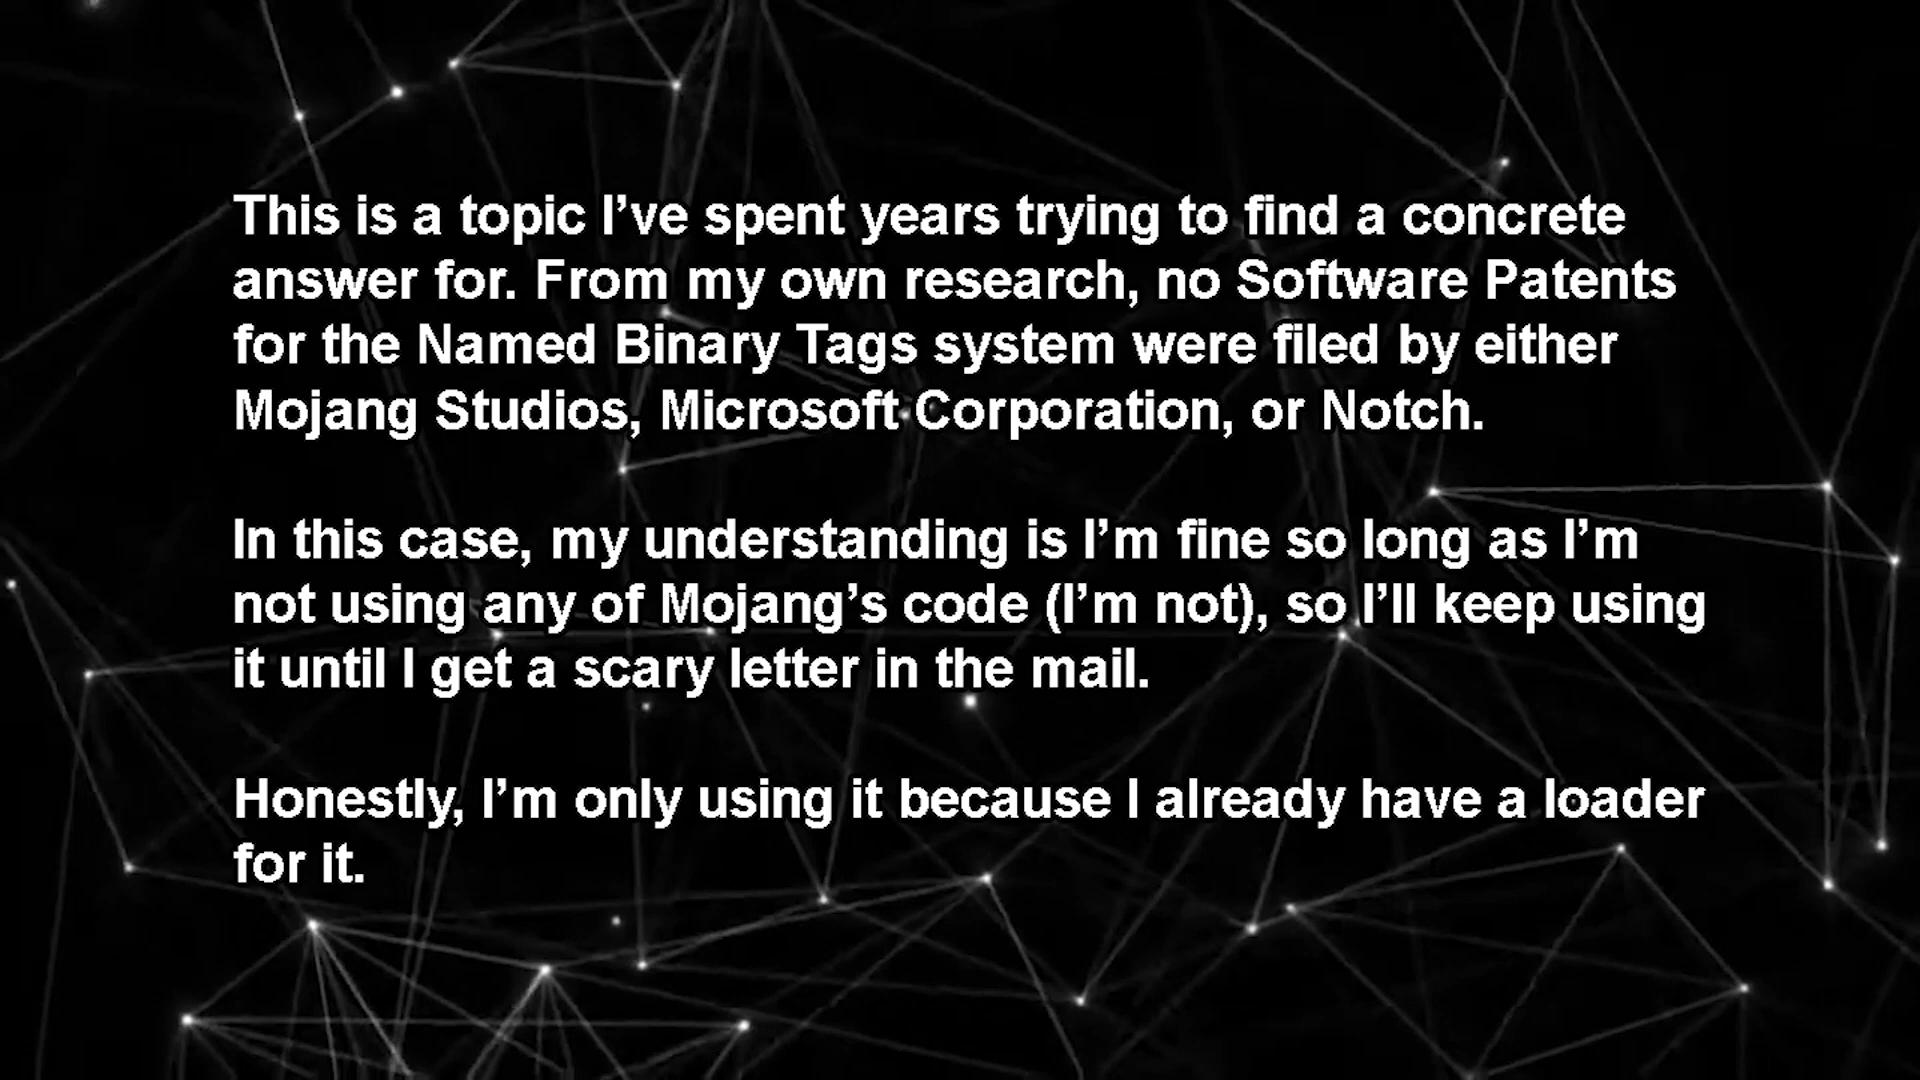 This is a topic I’ve spent years trying to find a concrete
answer for. From my own research, no Software Patents
for the Named Binary Tags system were filed by either
Mojang Studios, Microsoft Corporation, or Notch.
In this case, my understanding is I’m fine so long as I’m
not using any of Mojang’s code (I’m not), so I’ll keep using
it until I get a scary letter in the mail.
Honestly, I’m only using it because I already have a loader
for it.